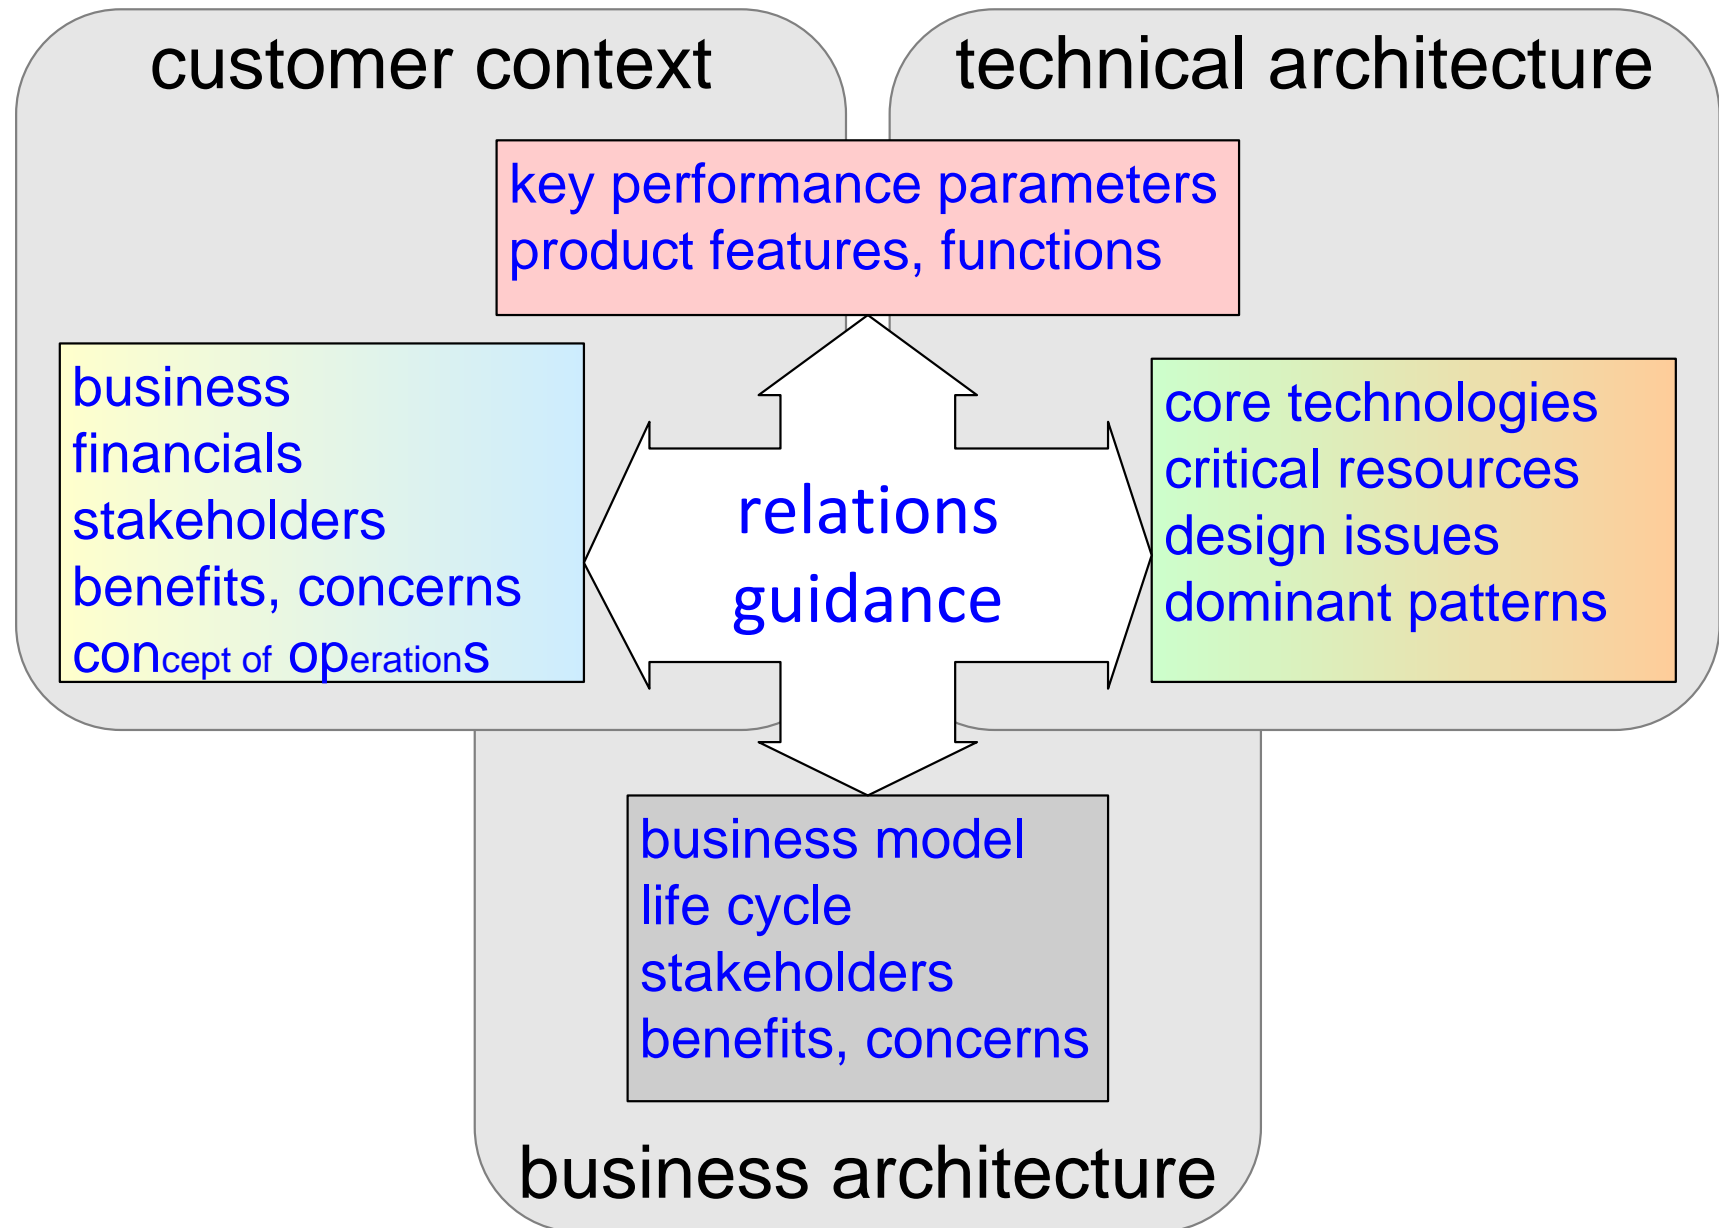 customer context
technical architecture
key performance parameters
product features, functions
business
financials
stakeholders
benefits, concerns
concept of operations
relations
guidance
core technologies
critical resources
design issues
dominant patterns
business model
life cycle
stakeholders
benefits, concerns
business architecture